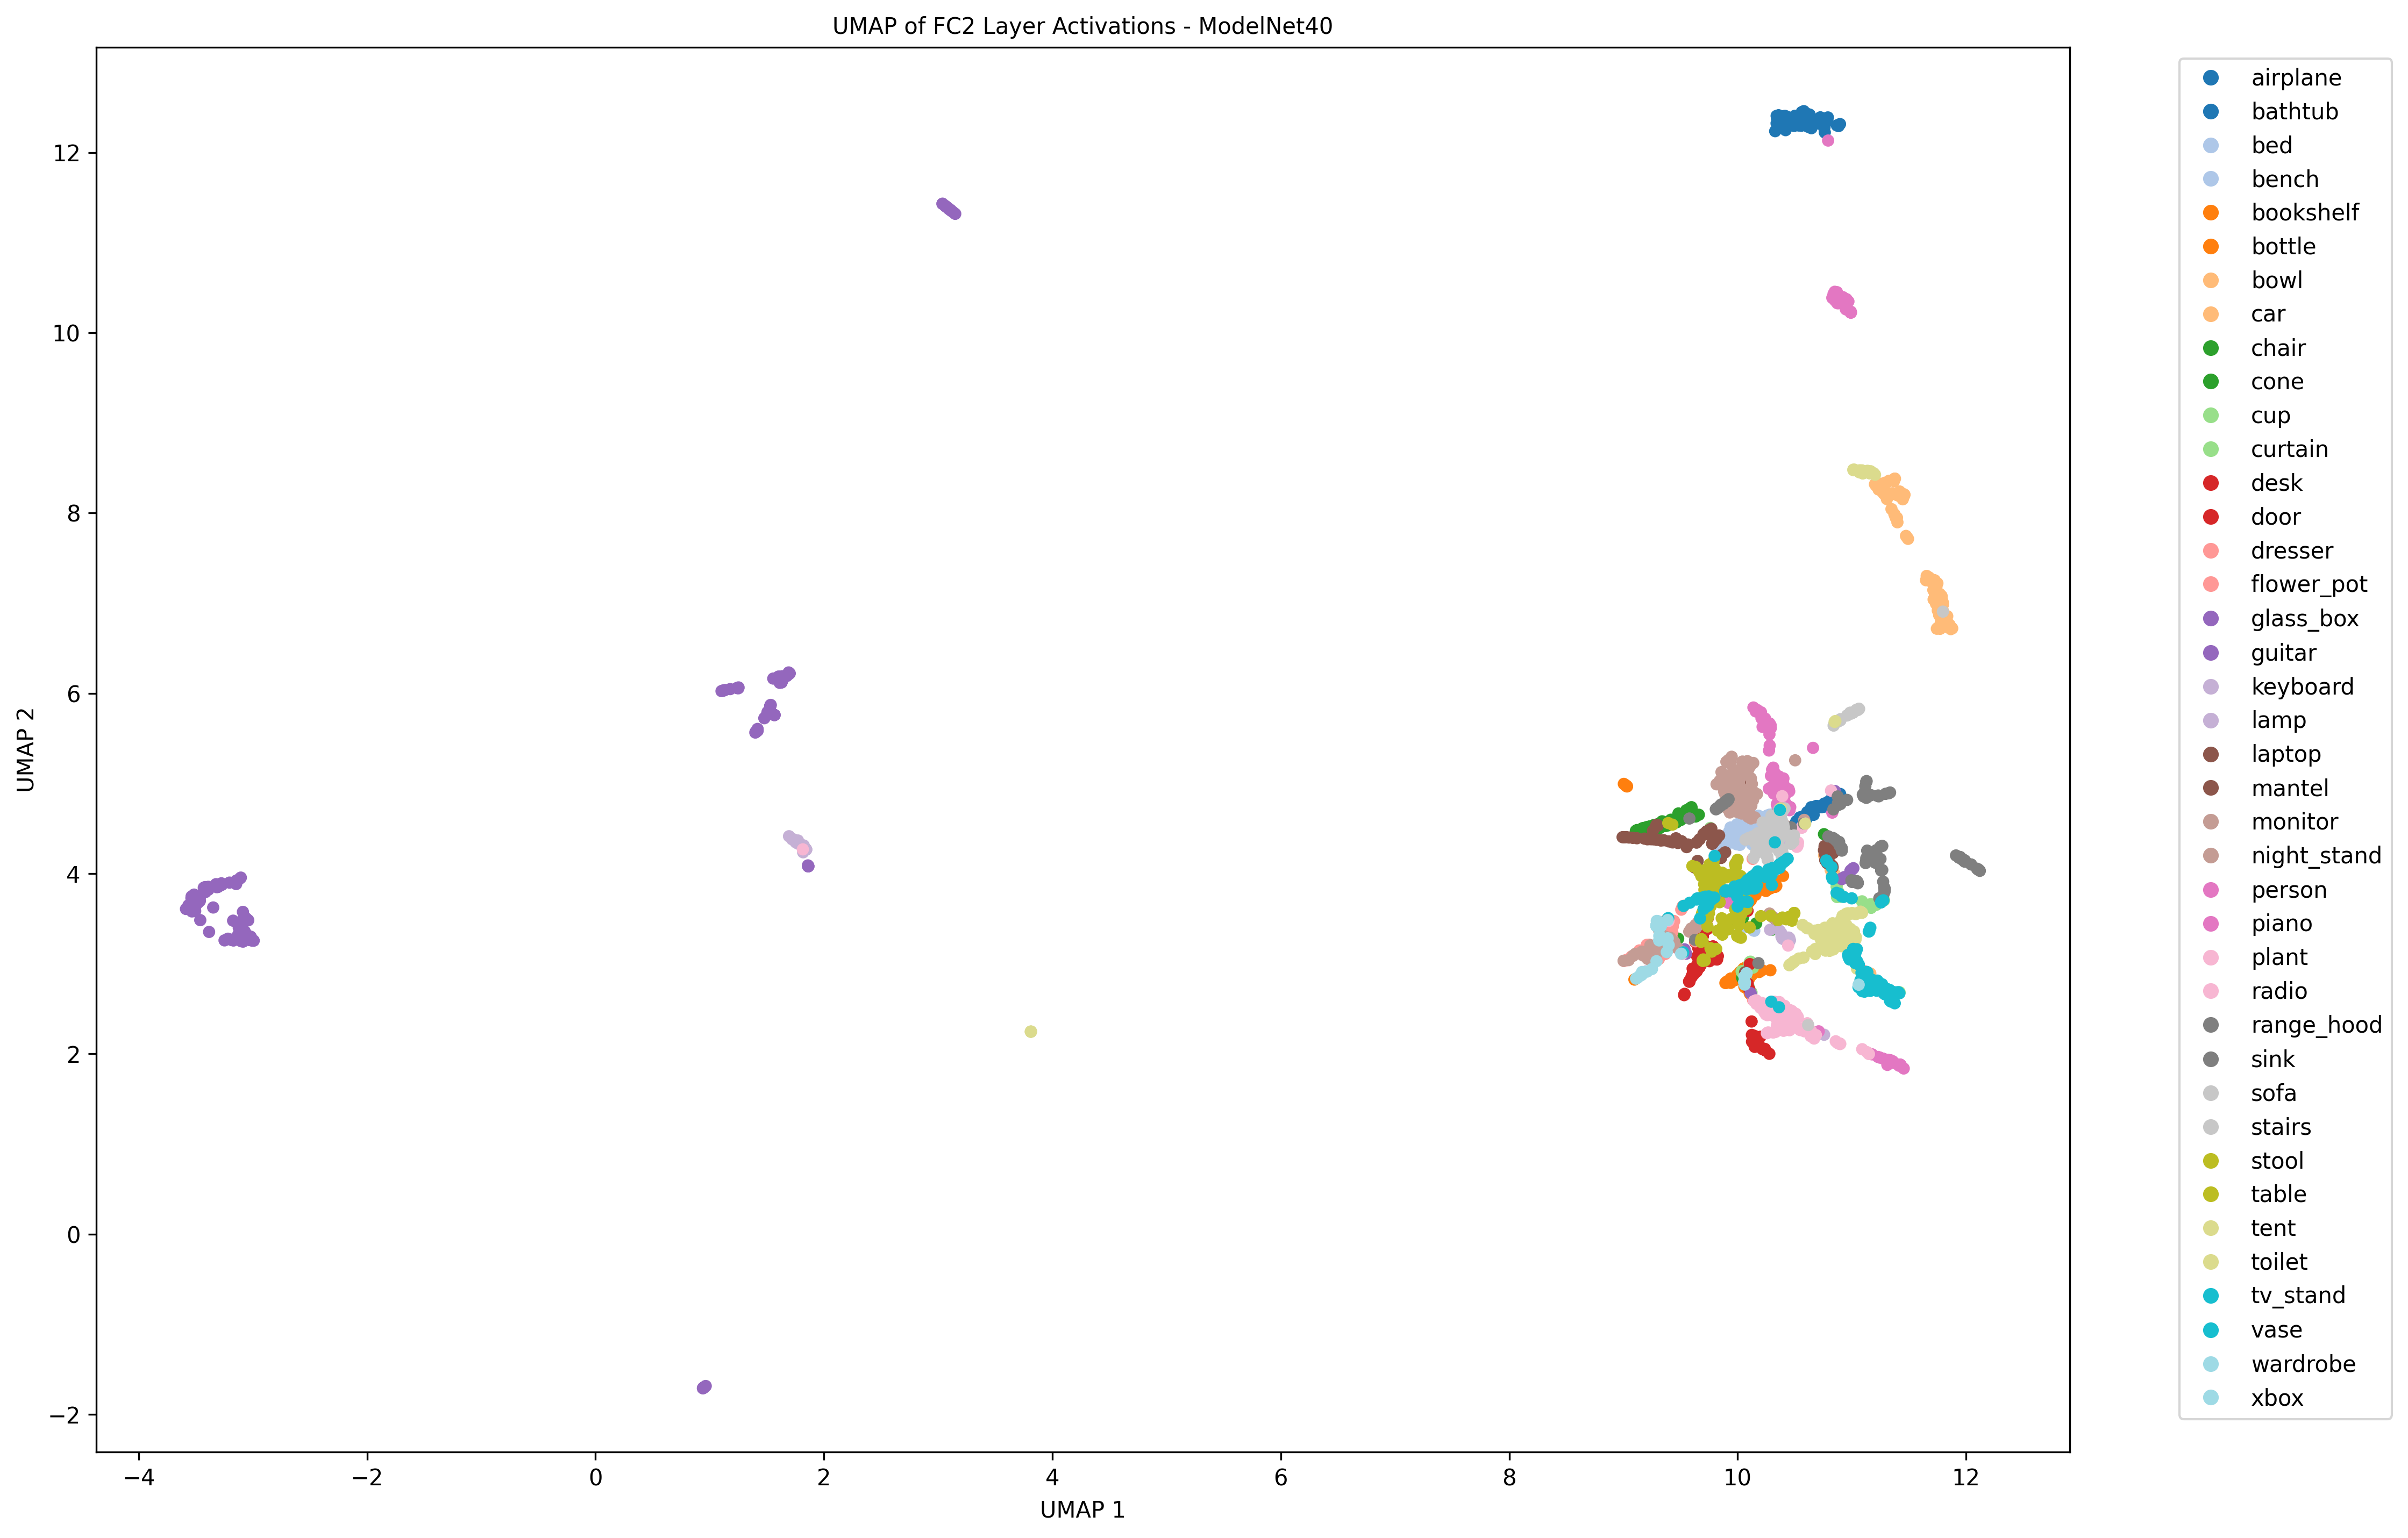 UMAP of FC2 Layer Activations - ModelNet40
12
10
8
6
4
2
0
−2
UMAP 2
−4
−2
0
2
4
6
8
10
12
UMAP 1
airplane
bathtub
bed
bench
bookshelf
bottle
bowl
car
chair
cone
cup
curtain
desk
door
dresser
flower_pot
glass_box
guitar
keyboard
lamp
laptop
mantel
monitor
night_stand
person
piano
plant
radio
range_hood
sink
sofa
stairs
stool
table
tent
toilet
tv_stand
vase
wardrobe
xbox